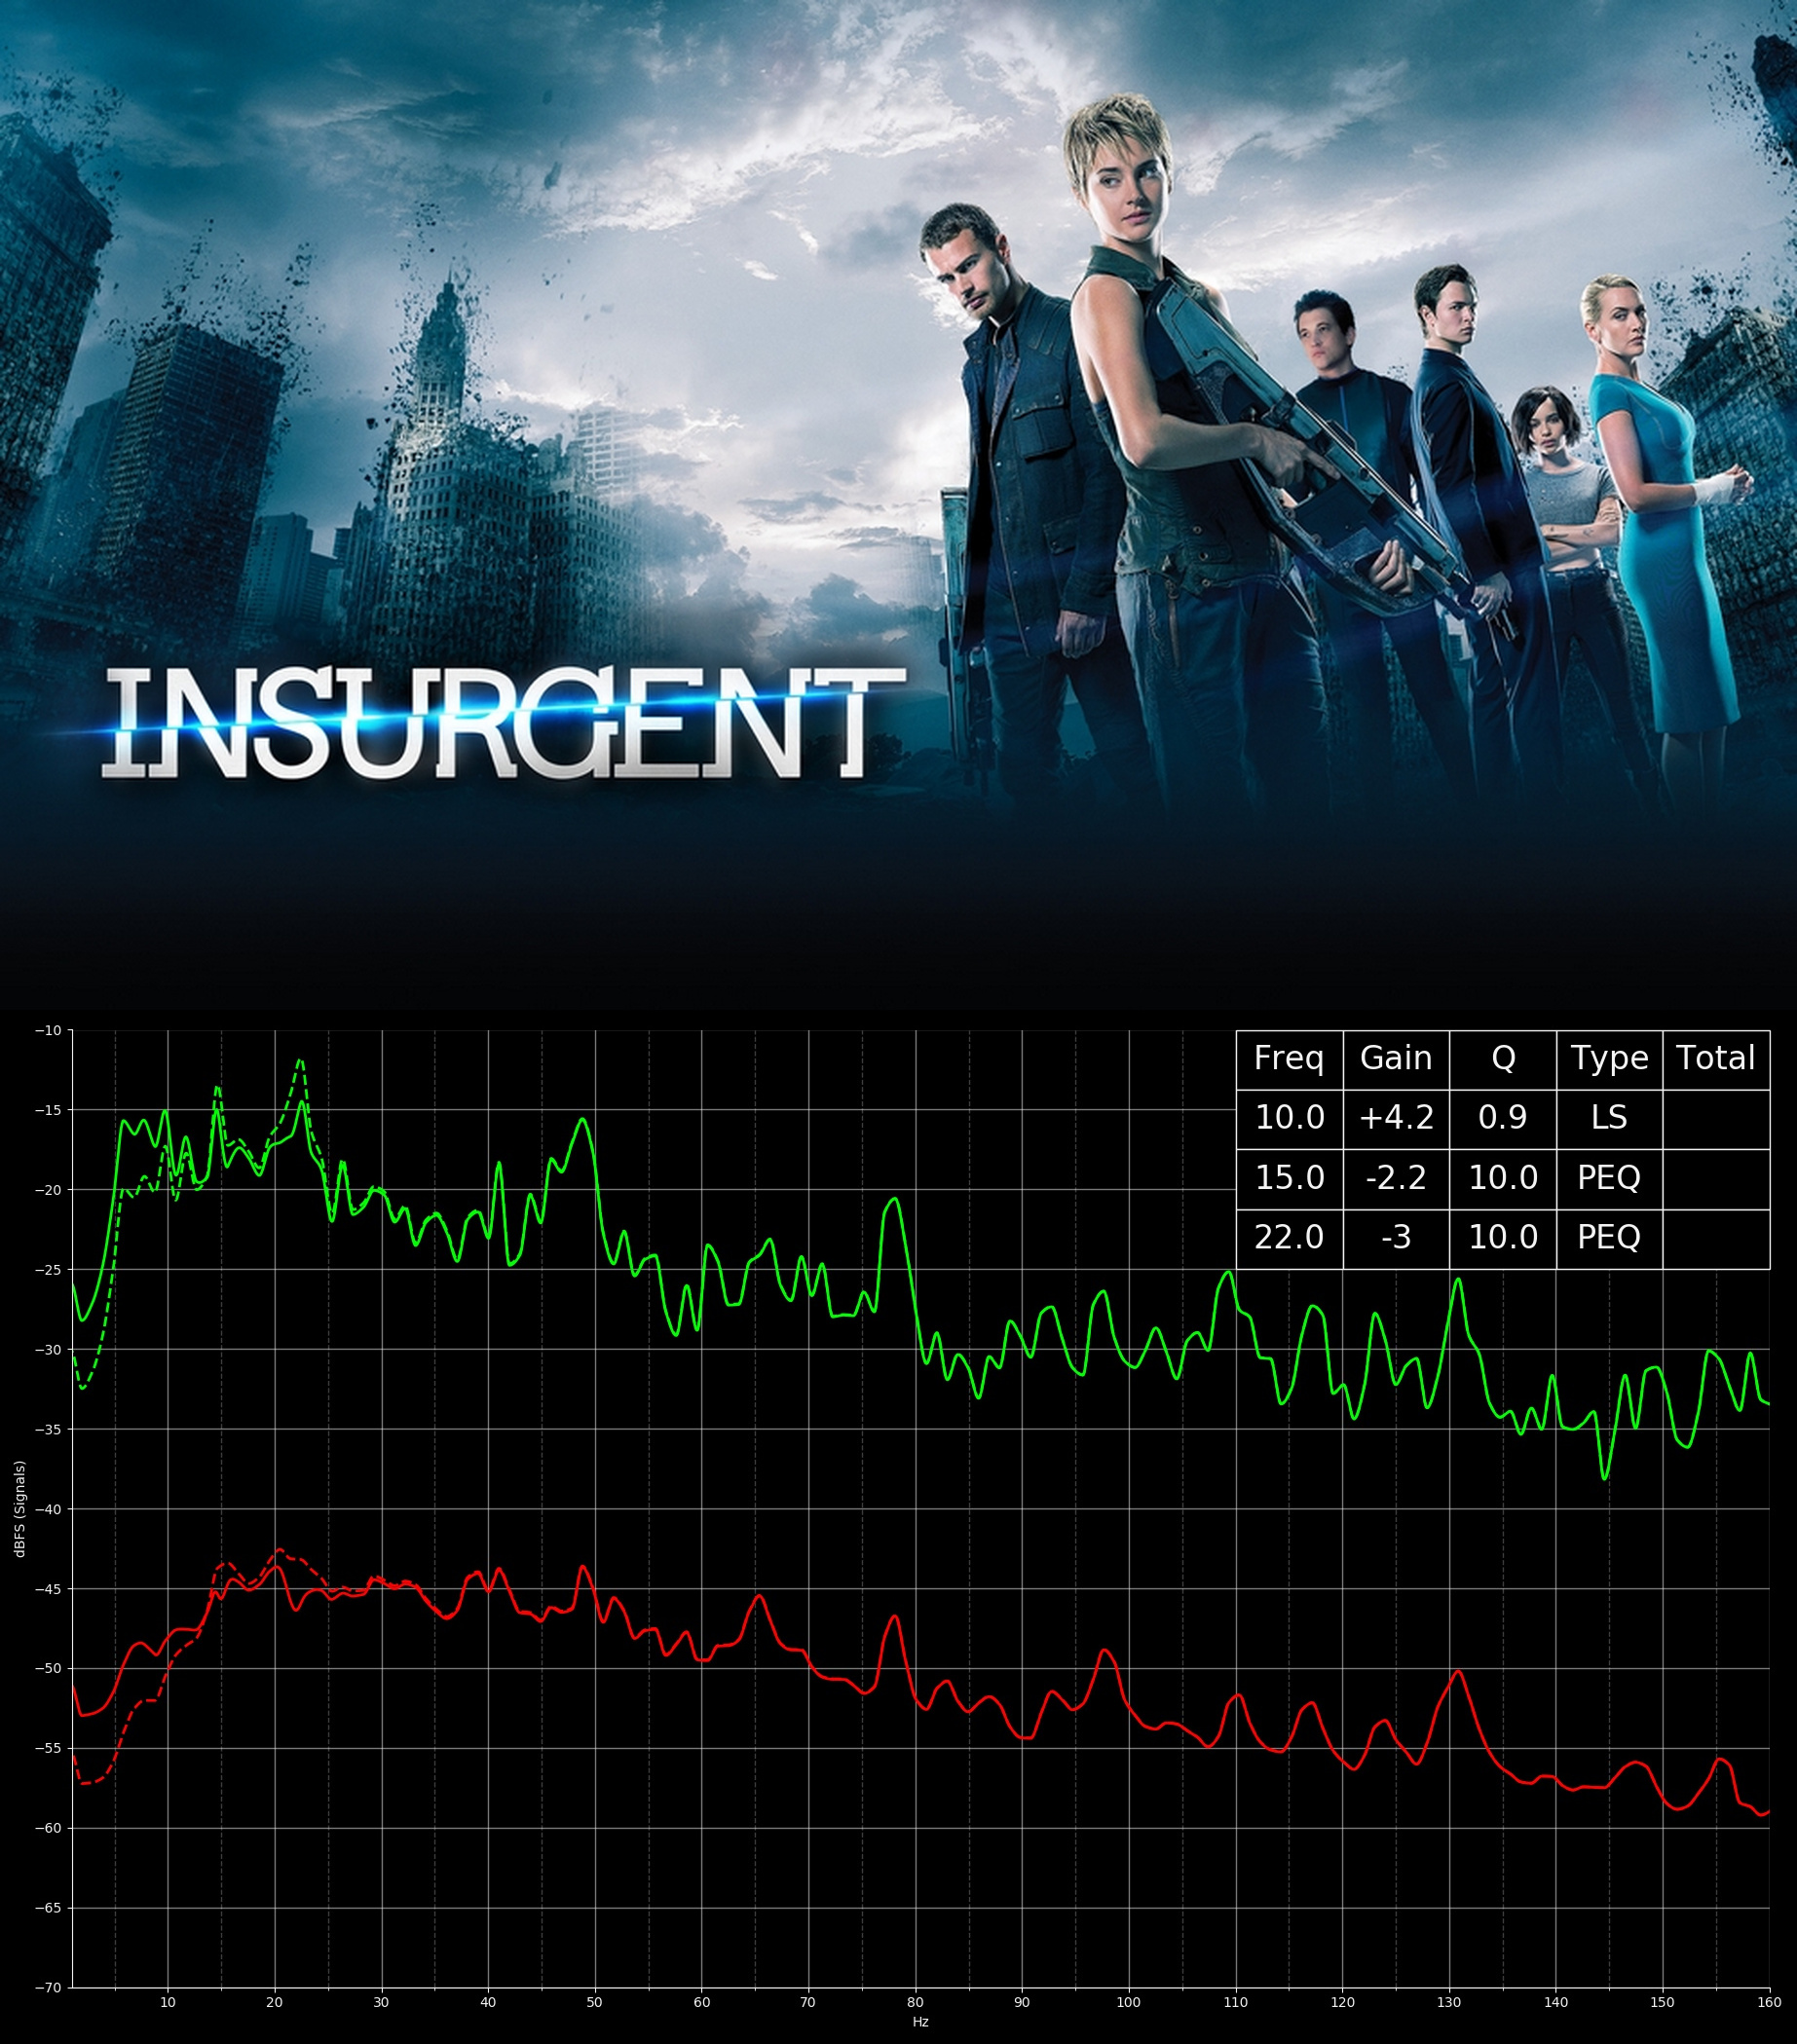 INSURGENT
Freq Gain Q Type Total
10.0 +4.2 0.9 LS
15.0 -2.2 10.0 PEQ
22.0 -3 10.0 PEQ
−10
−15
−20
−25
−30
−35
−40
−45
−50
−55
−60
−65
−70
dBFS (Signals)
10 20 30 40 50 60 70 80 90 100 110 120 130 140 150 160
Hz